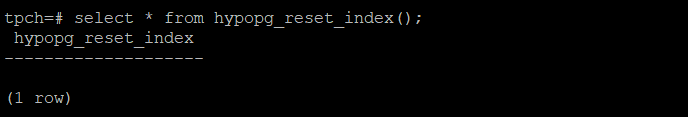 tpch=# select * from hypopg_reset_index();
 hypopg_reset_index
--------------------

(1 row)